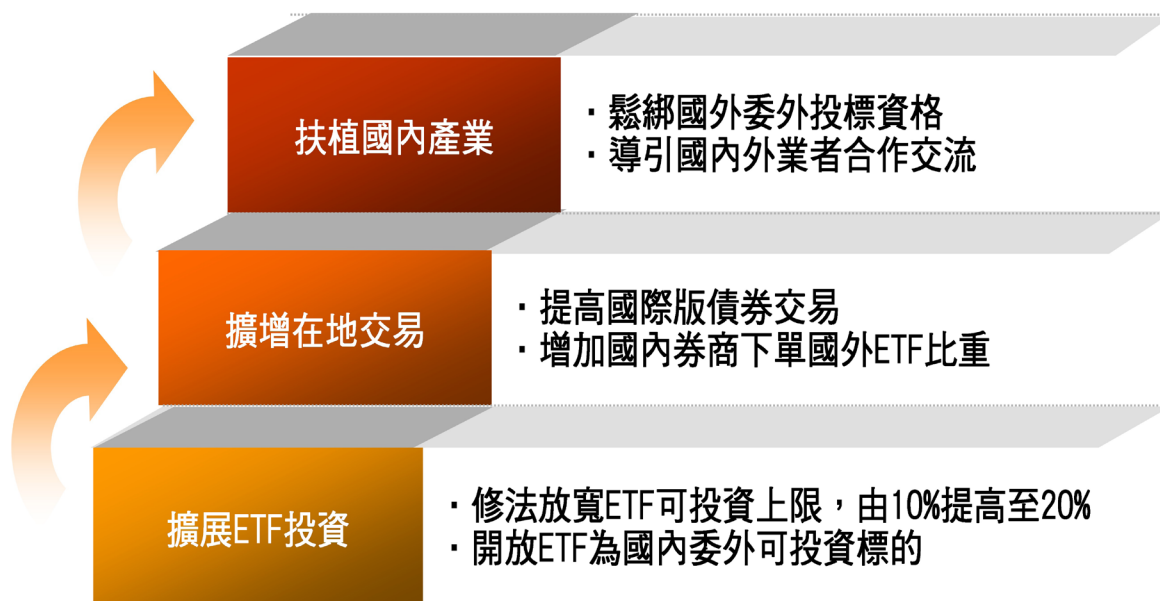 扶植國內產業
・鬆綁國外委外投標資格
・導引國內外業者合作交流
擴增在地交易
・提高國際版債券交易
・增加國內券商下單國外ETF比重
擴展ETF投資
・修法放寬ETF可投資上限，由10%提高至20%
・開放ETF為國內委外可投資標的